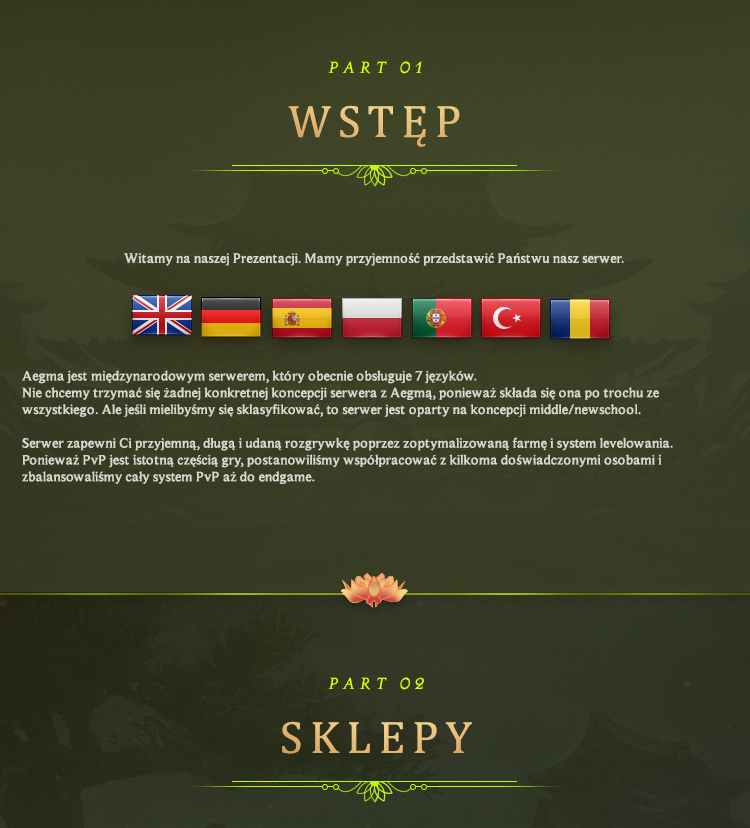 PART 01
WSTĘP
Witamy na naszej Prezentacji. Mamy przyjemność przedstawić Państwu nasz serwer.
Aegma jest międzynarodowym serwerem, który obecnie obsługuje 7 języków.
Nie chcemy trzymać się żadnej konkretnej koncepcji serwera z Aegmą, ponieważ składa się ona po trochu ze
wszystkiego. Ale jeśli mielibyśmy się sklasyfikować, to serwer jest oparty na koncepcji middle/newschool.
Serwer zapewni Ci przyjemną, długą i udaną rozgrywkę poprzez zoptymalizowaną farmę i system levelowania.
Ponieważ PvP jest istotną częścią gry, postanowiliśmy współpracować z kilkoma doświadczonymi osobami i
zbalansowaliśmy cały system PvP aż do endgame.
PART 02
SKLEPY